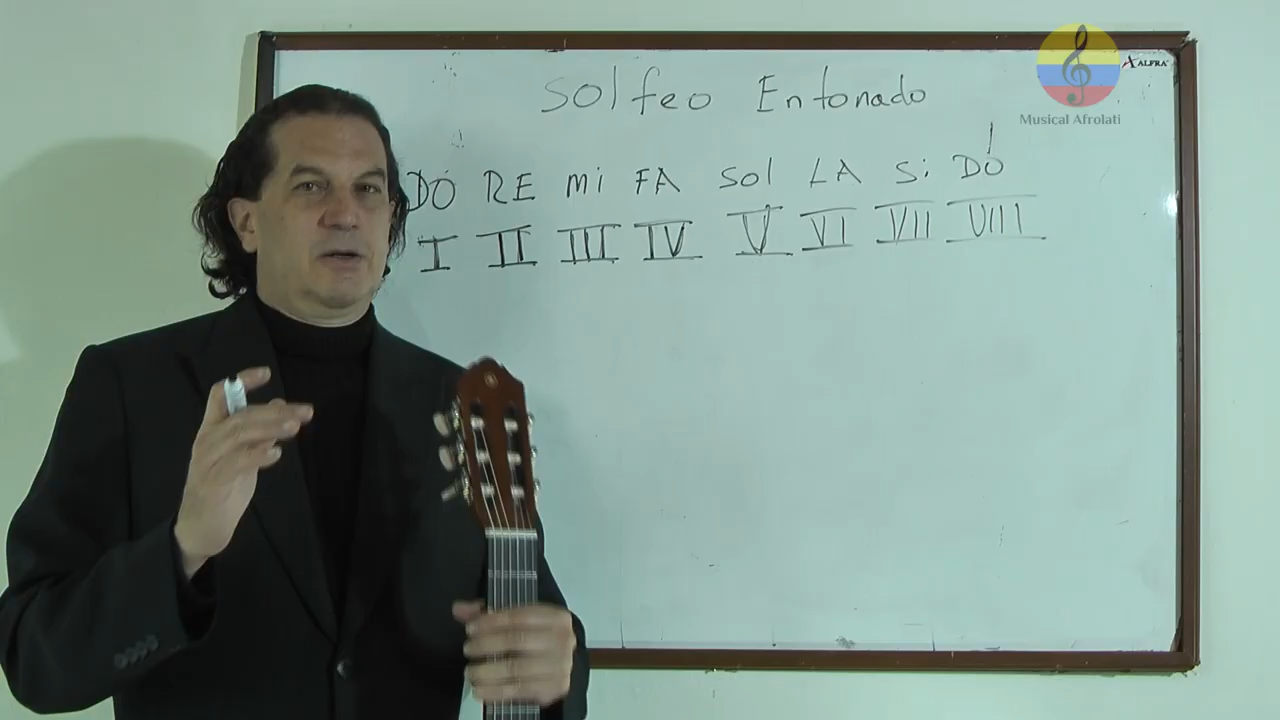 Solfeo Entonado
ALFRA
Musical Afrolati
DO RE Mi FA Sol LA Si DO
I II III IV V VI VII VIII